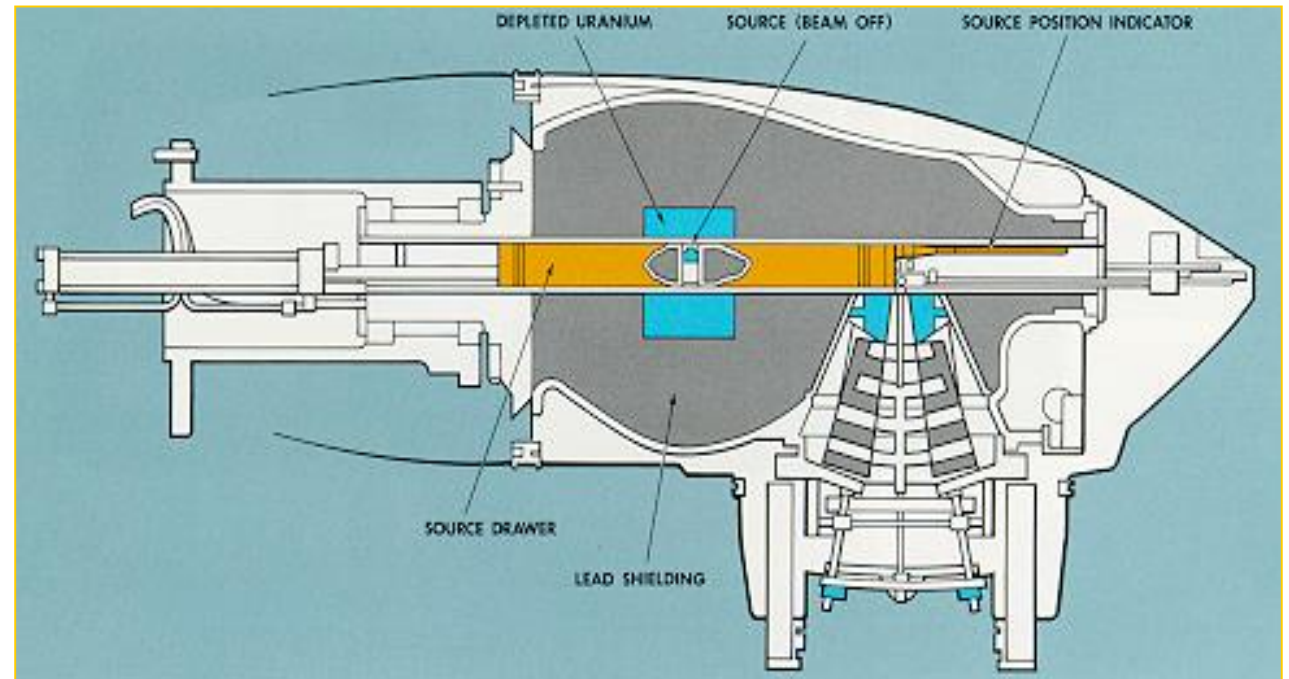 DEPLETED URANIUM
SOURCE (BEAM OFF)
SOURCE POSITION INDICATOR
SOURCE DRAWER
LEAD SHIELDING